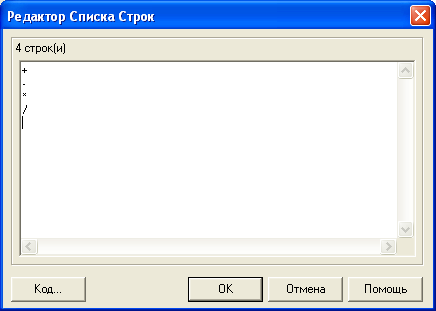 Редактор Списка Строк
4 строк(и)
+
-
*
/
Код...
OK
Отмена
Помощь